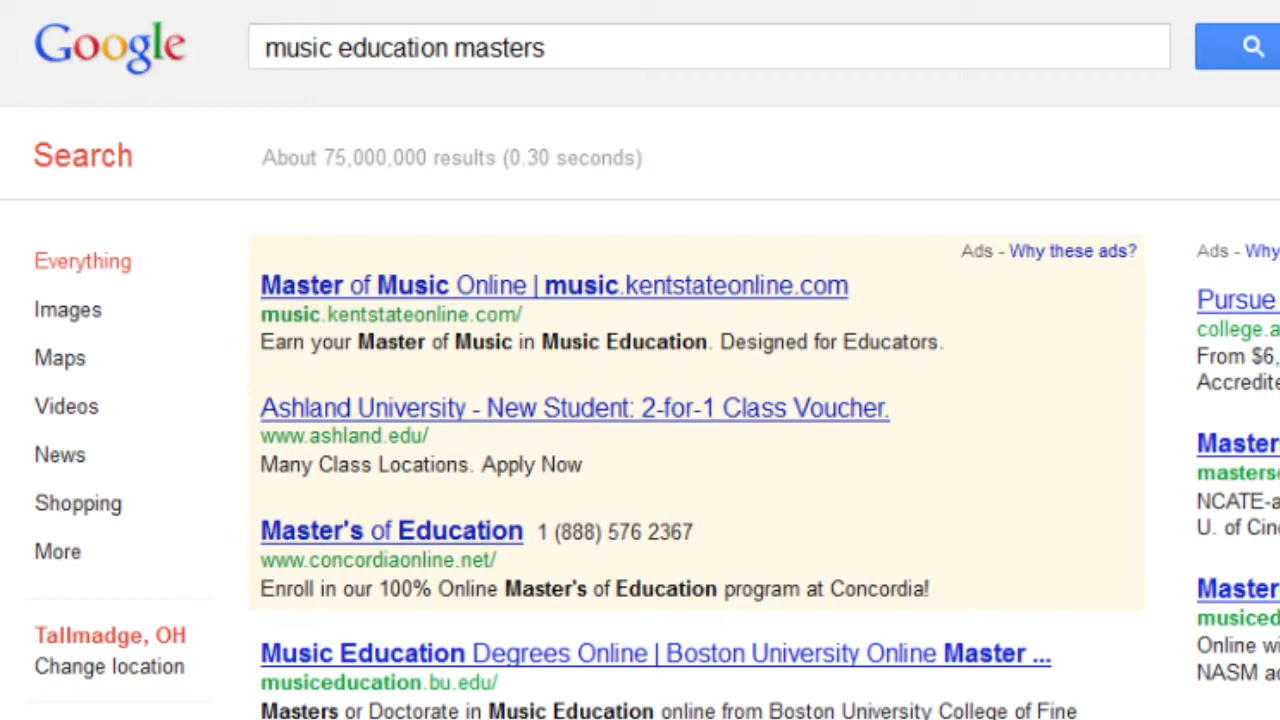 Google
music education masters
Search
About 75,000,000 results (0.30 seconds)
Everything
Images
Maps
Videos
News
Shopping
More
Tallmadge, OH
Change location
Ads - Why these ads?
Master of Music Online | music.kentstateonline.com
music.kentstateonline.com/
Earn your Master of Music in Music Education. Designed for Educators.
Ashland University - New Student: 2-for-1 Class Voucher.
www.ashland.edu/
Many Class Locations. Apply Now
Master's of Education 1 (888) 576 2367
www.concordiaonline.net/
Enroll in our 100% Online Master's of Education program at Concordia!
Music Education Degrees Online | Boston University Online Master ...
musiceducation.bu.edu/
Masters or Doctorate in Music Education online from Boston University College of Fine
Ads - Why
Pursue
college.a
From $6,
Accredite
Master
masterse
NCATE-a
U. of Cin
Master
musiced
Online wi
NASM ac